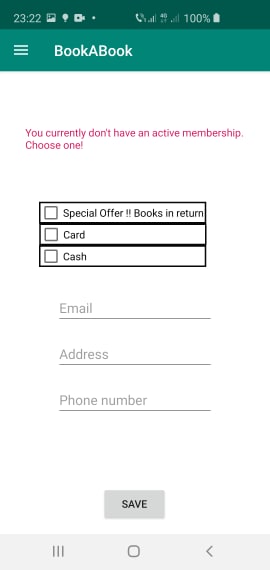 23:22
4G
100%
BookABook
You currently don't have an active membership.
Choose one!
Special Offer !! Books in return
Card
Cash
Email
Address
Phone number
SAVE